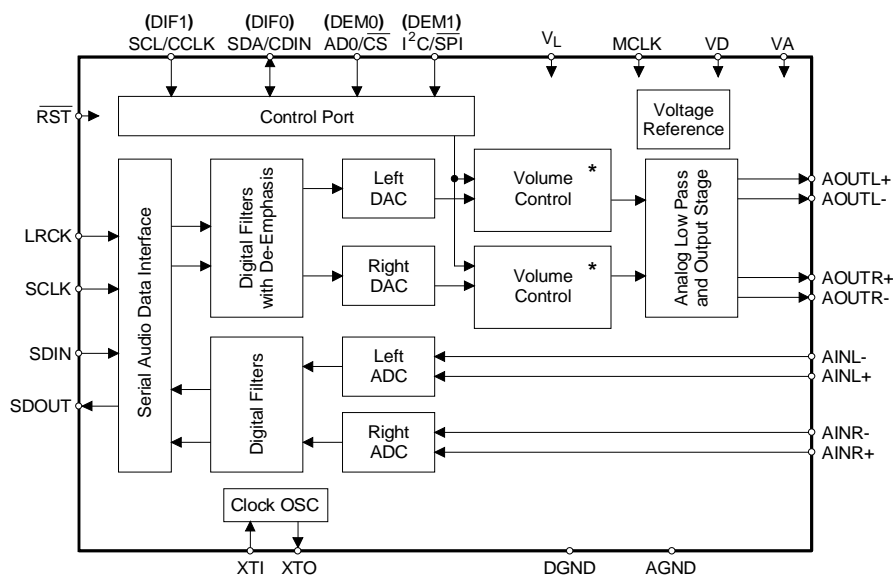 (DIF1) (DIF0) (DEM0) (DEM1)
SCL/CCLK SDA/CDIN AD0/CS I²C/SPI VL MCLK VD VA
RST
Control Port
Voltage
Reference
Serial Audio Data Interface
Digital Filters
with De-Emphasis
Left
DAC
Volume *
Control
Analog Low Pass
and Output Stage
AOUTL+
AOUTL-
LRCK
Right
DAC
Volume *
Control
AOUTR+
AOUTR-
SCLK
SDIN
Digital Filters
Left
ADC
AINL-
AINL+
SDOUT
Right
ADC
AINR-
AINR+
Clock OSC
XTI XTO DGND AGND